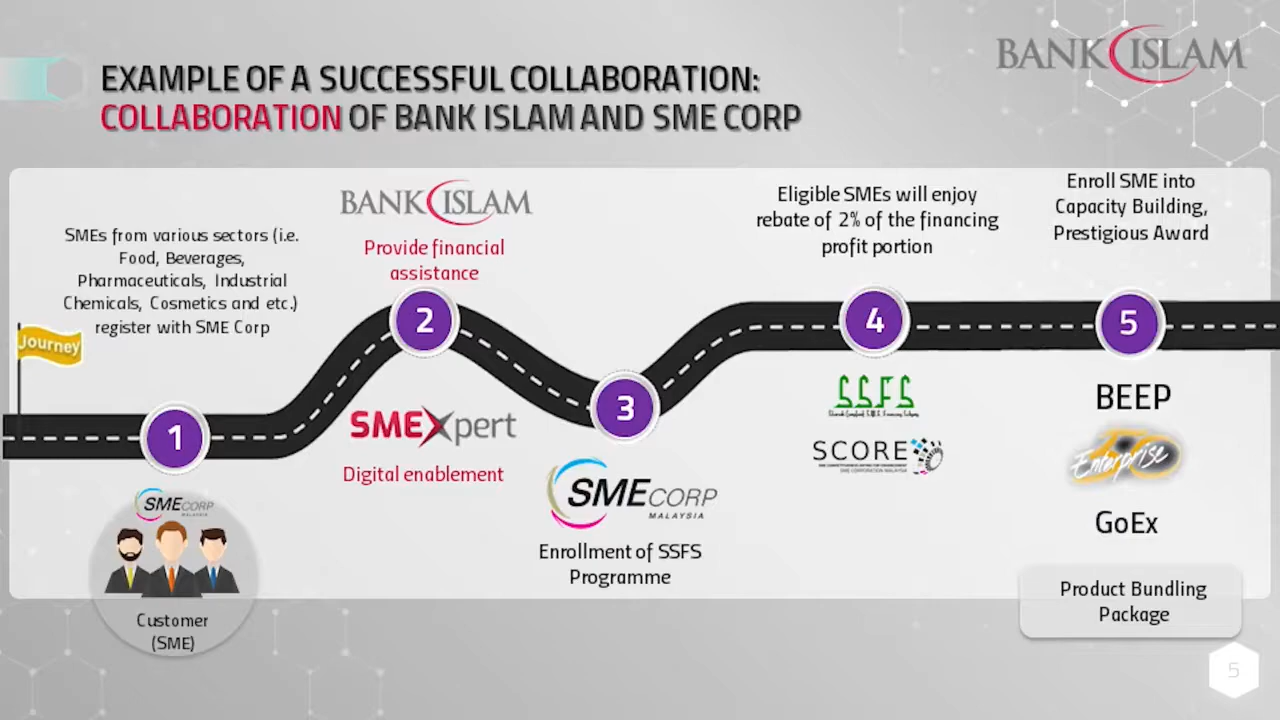 BANK ISLAM
EXAMPLE OF A SUCCESSFUL COLLABORATION:
COLLABORATION OF BANK ISLAM AND SME CORP
SMEs from various sectors (i.e.
Food, Beverages,
Pharmaceuticals, Industrial
Chemicals, Cosmetics and etc.)
register with SME Corp
Journey
1
SMECORP
MALAYSIA
Customer
(SME)
BANK ISLAM
Provide financial
assistance
2
SMEXpert
Digital enablement
3
SMECORP
MALAYSIA
Enrollment of SSFS
Programme
Eligible SMEs will enjoy
rebate of 2% of the financing
profit portion
4
SSFS
SCORE
Enroll SME into
Capacity Building,
Prestigious Award
5
BEEP
Enterprise
GoEx
Product Bundling
Package
5